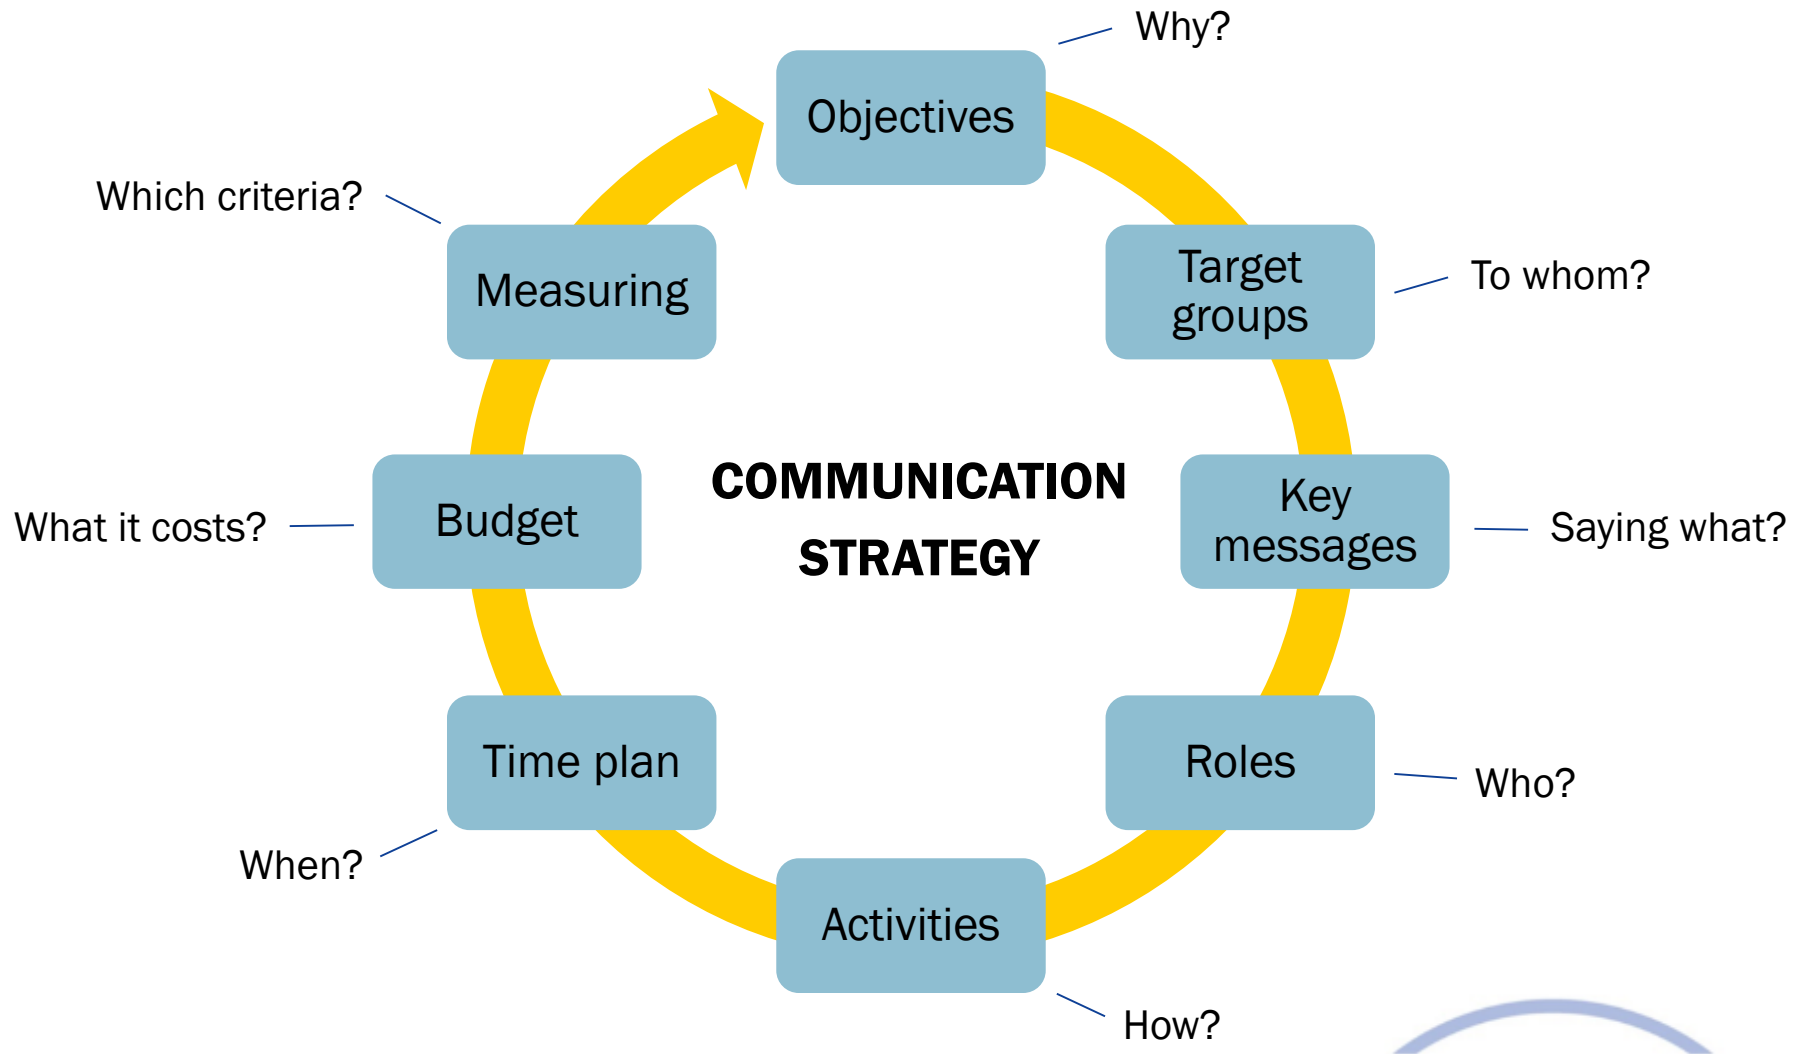 Why?
Objectives
Target
groups
To whom?
Key
messages
Saying what?
Roles
Who?
Activities
How?
Time plan
When?
Budget
What it costs?
Measuring
Which criteria?
COMMUNICATION
STRATEGY